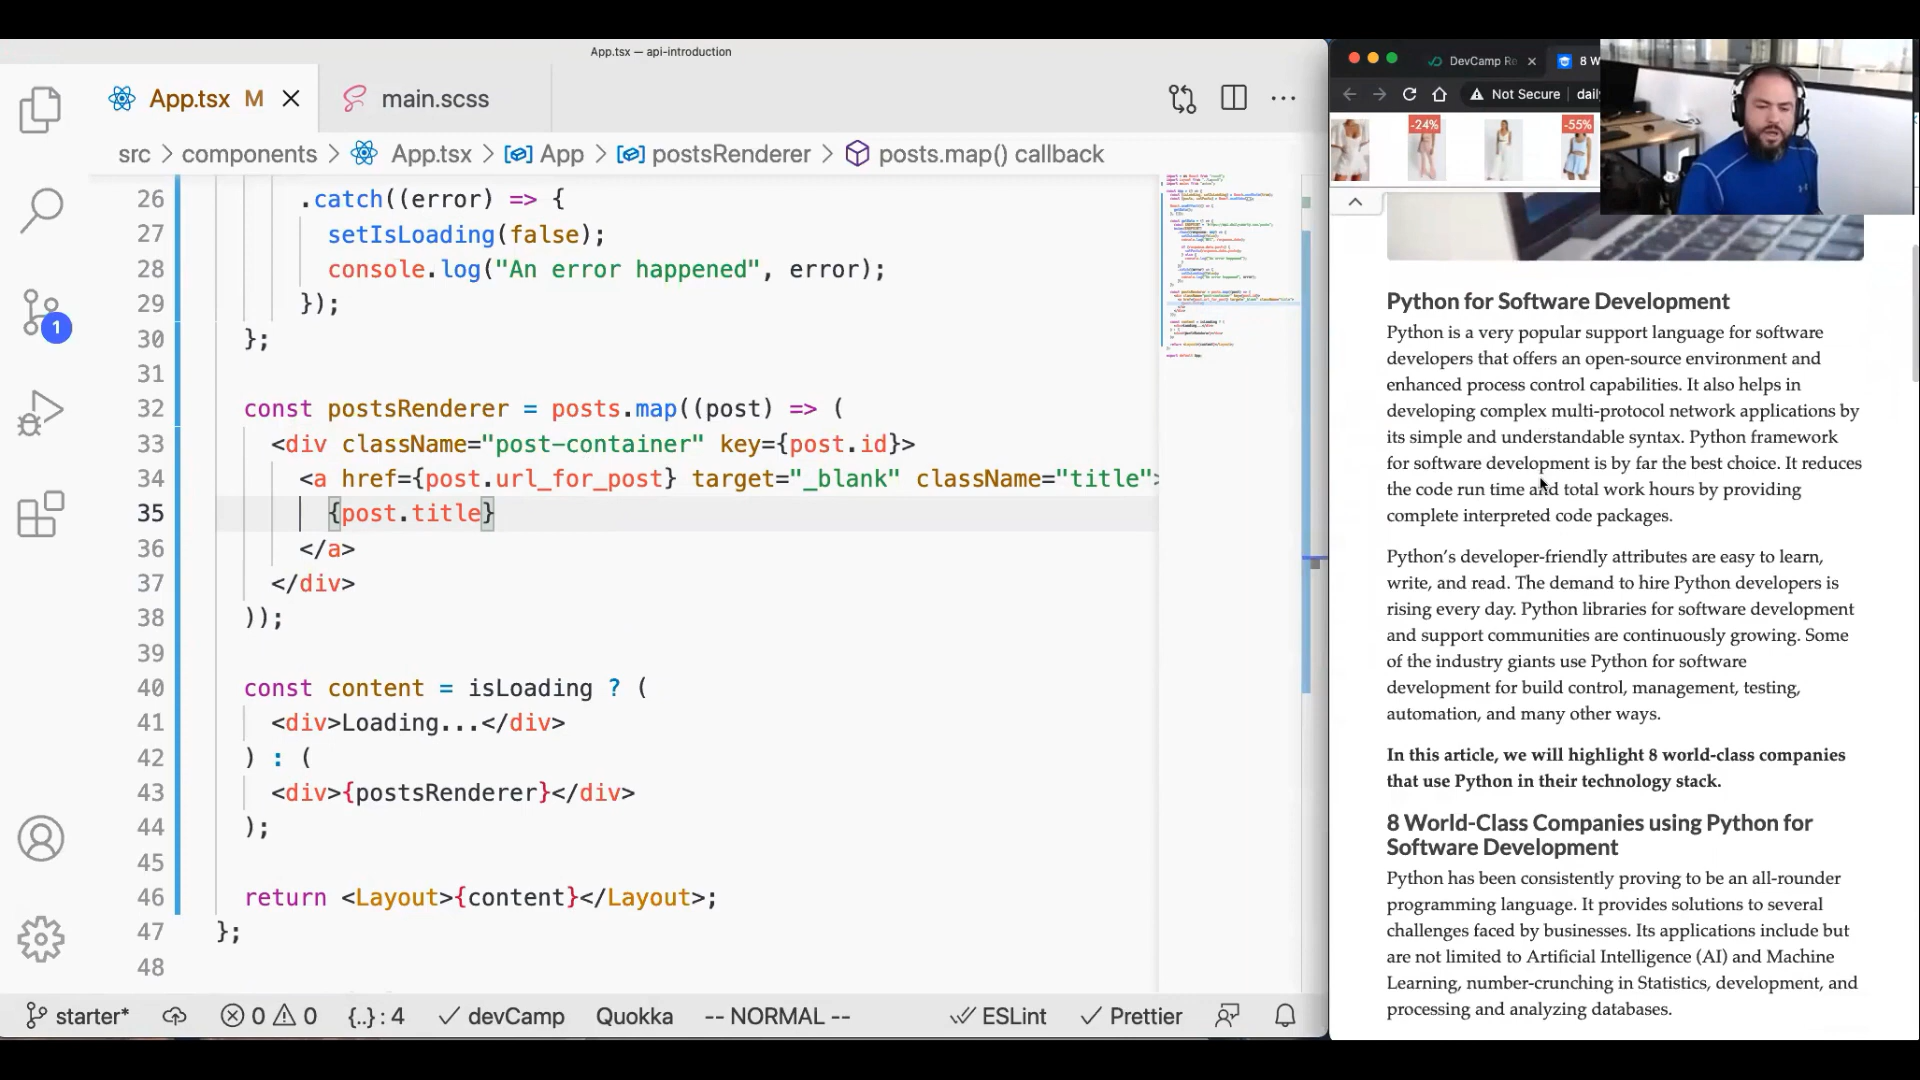 App.tsx — api-introduction
App.tsx M
main.scss
src > components > App.tsx > App > postsRenderer > posts.map() callback
26 .catch((error) => {
27 setIsLoading(false);
28 console.log("An error happened", error);
29 });
30 };
31
32 const postsRenderer = posts.map((post) => (
33 <div className="post-container" key={post.id}>
34 <a href={post.url_for_post} target="_blank" className="title">
35 {post.title}
36 </a>
37 </div>
38 ));
39
40 const content = isLoading ? (
41 <div>Loading...</div>
42 ) : (
43 <div>{postsRenderer}</div>
44 );
45
46 return <Layout>{content}</Layout>;
47 };
48
1
starter* 0 0 {..} : 4 devCamp Quokka -- NORMAL -- ESLint Prettier
DevCamp Re
8 W
Not Secure
dail
-24%
-55%
Python for Software Development
Python is a very popular support language for software
developers that offers an open-source environment and
enhanced process control capabilities. It also helps in
developing complex multi-protocol network applications by
its simple and understandable syntax. Python framework
for software development is by far the best choice. It reduces
the code run time and total work hours by providing
complete interpreted code packages.
Python’s developer-friendly attributes are easy to learn,
write, and read. The demand to hire Python developers is
rising every day. Python libraries for software development
and support communities are continuously growing. Some
of the industry giants use Python for software
development for build control, management, testing,
automation, and many other ways.
In this article, we will highlight 8 world-class companies
that use Python in their technology stack.
8 World-Class Companies using Python for
Software Development
Python has been consistently proving to be an all-rounder
programming language. It provides solutions to several
challenges faced by businesses. Its applications include but
are not limited to Artificial Intelligence (AI) and Machine
Learning, number-crunching in Statistics, development, and
processing and analyzing databases.